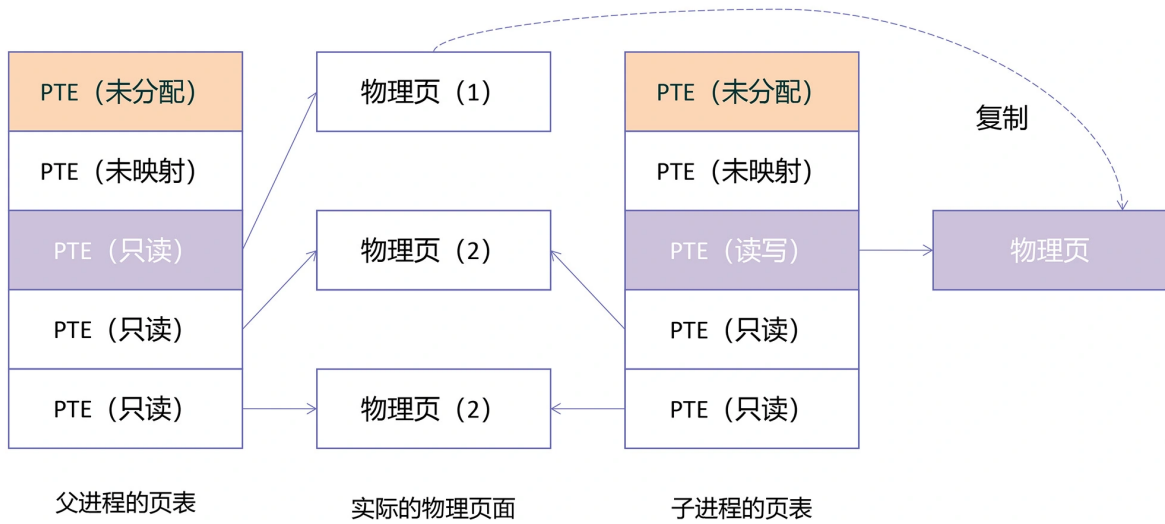 PTE（未分配）
PTE（未映射）
PTE（只读）
PTE（只读）
PTE（只读）
父进程的页表
物理页（1）
物理页（2）
物理页（2）
实际的物理页面
PTE（未分配）
PTE（未映射）
PTE（读写）
PTE（只读）
PTE（只读）
子进程的页表
复制
物理页